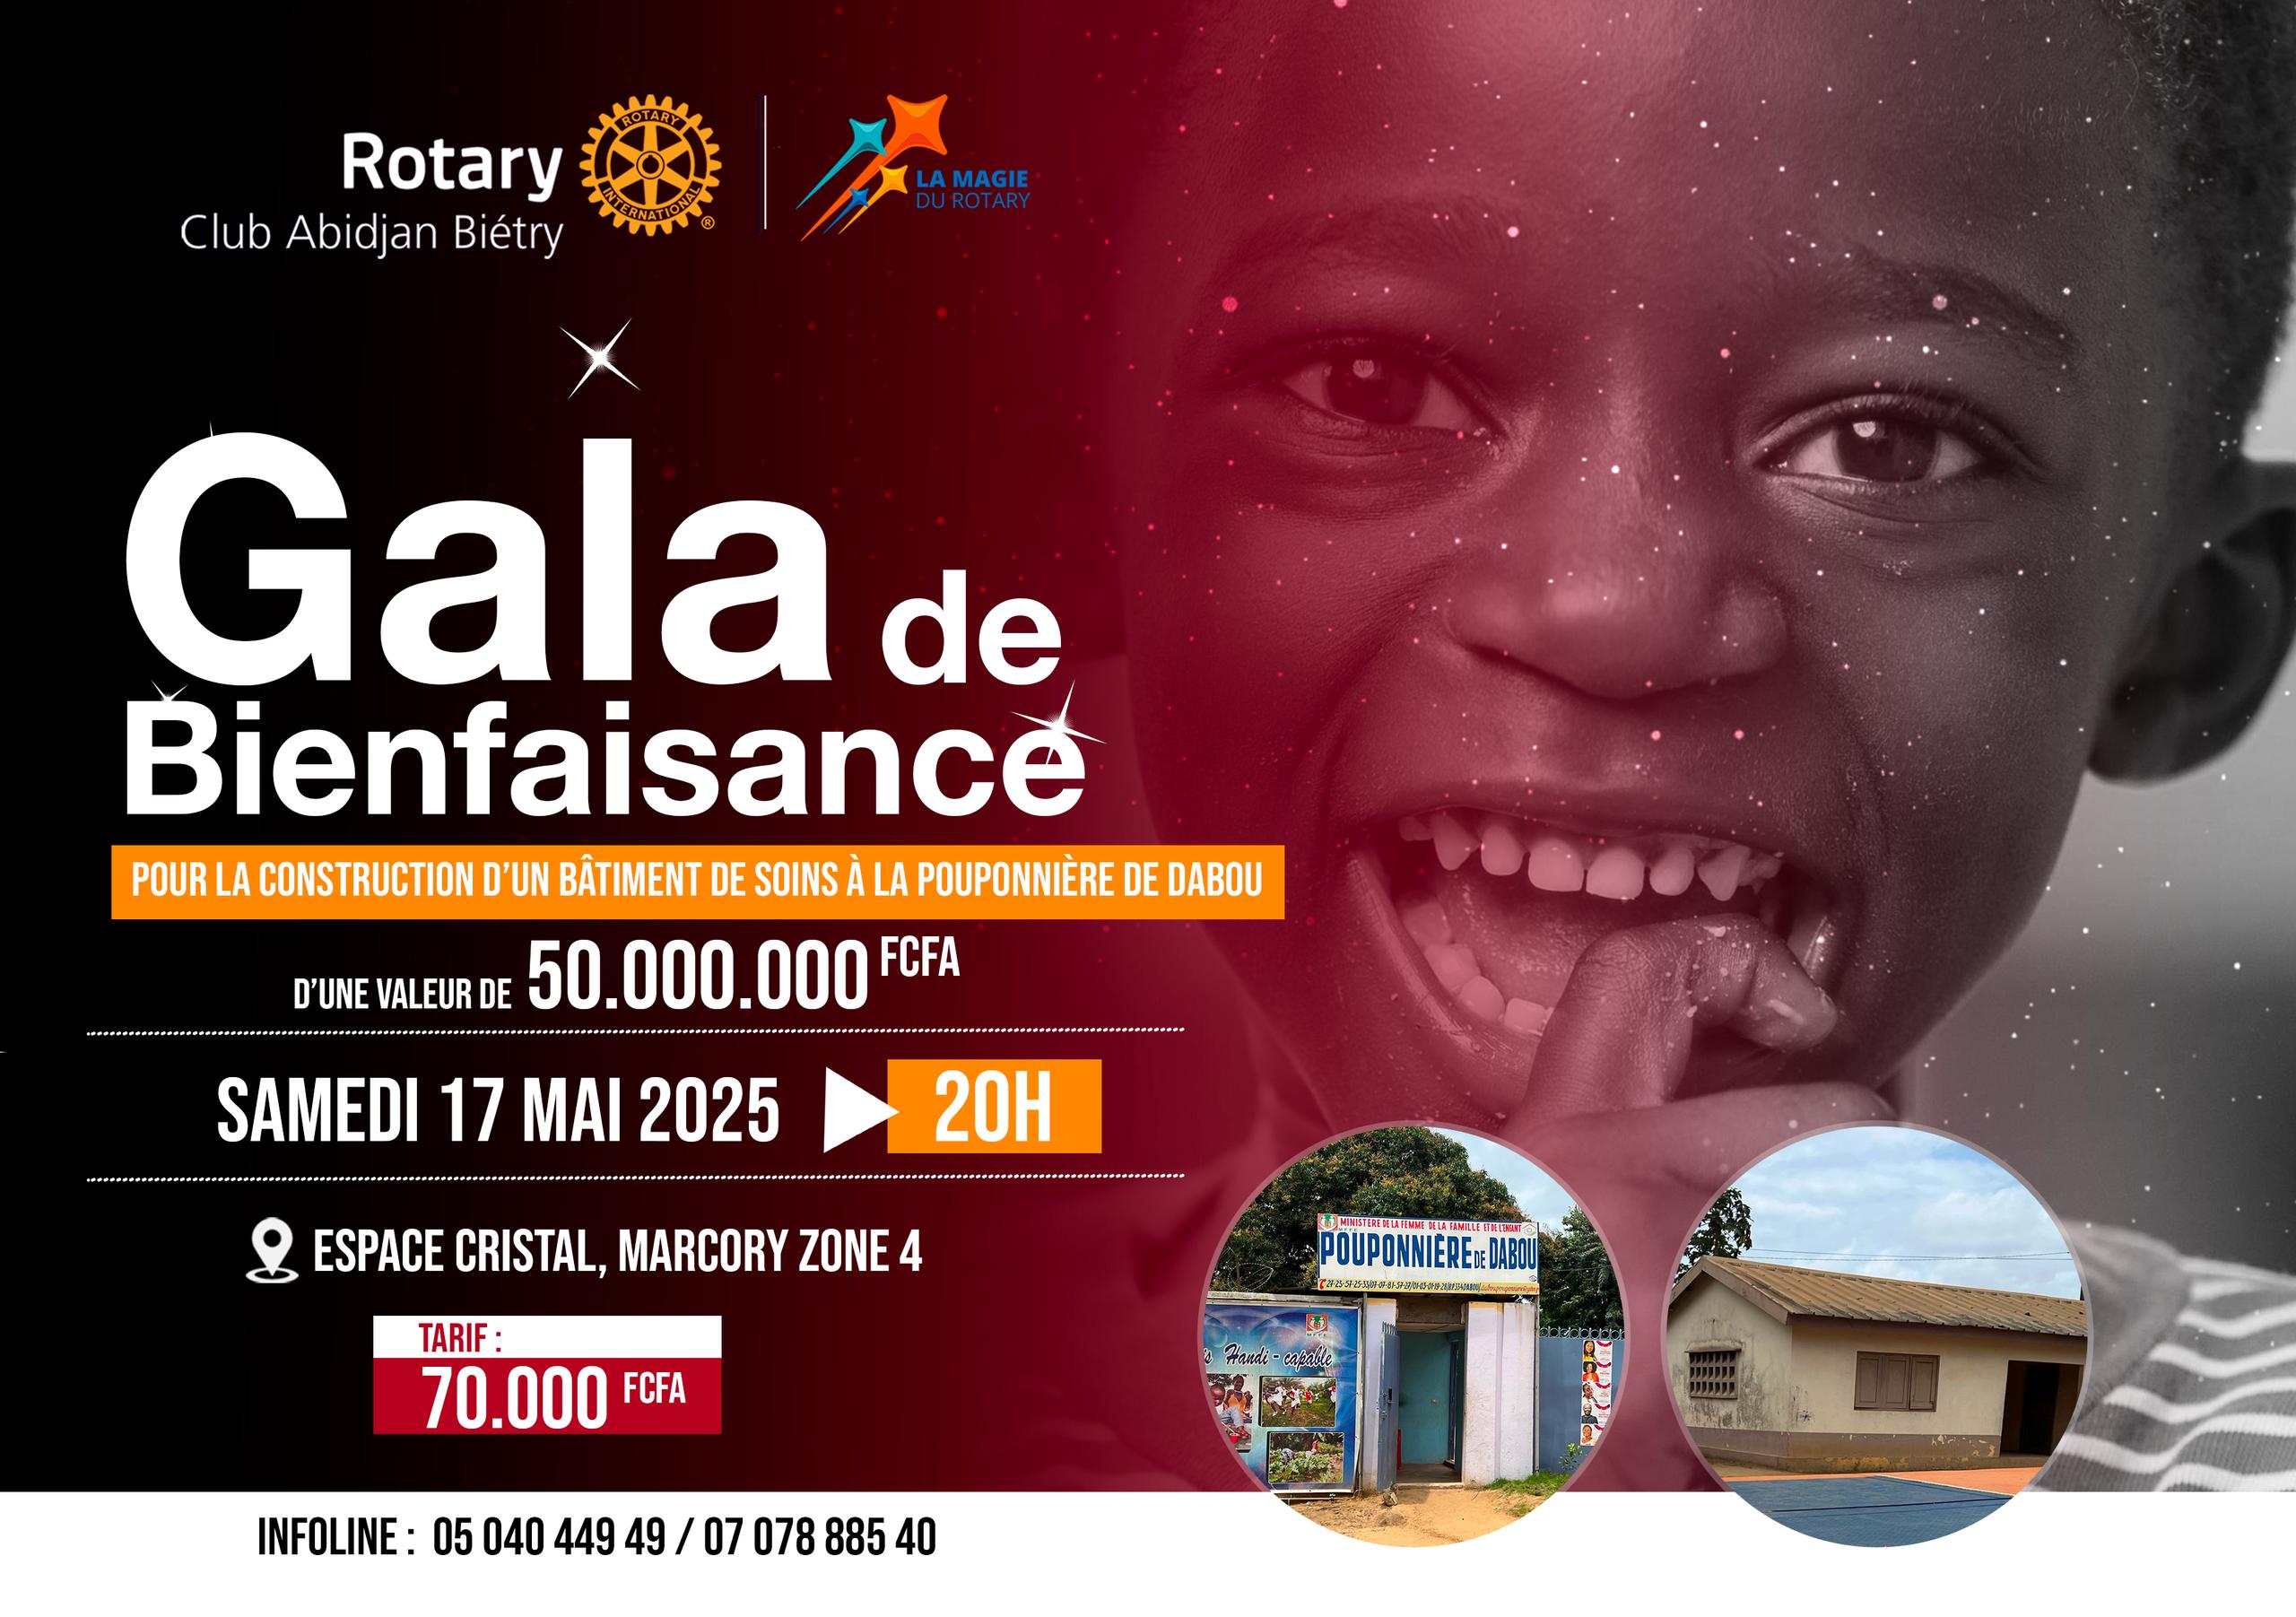 Rotary
Club Abidjan Biétry
ROTARY
INTERNATIONAL
®
LA MAGIE
DU ROTARY
Gala de
Bienfaisance
POUR LA CONSTRUCTION D'UN BÂTIMENT DE SOINS À LA POUPONNIÈRE DE DABOU
D'UNE VALEUR DE 50.000.000 FCFA
SAMEDI 17 MAI 2025 20H
ESPACE CRISTAL, MARCORY ZONE 4
TARIF :
70.000 FCFA
INFOLINE : 05 040 449 49 / 07 078 885 40
MINISTERE DE LA FEMME DE LA FAMILLE ET DE L'ENFANT
POUPONNIÈRE DE DABOU
Handi - capable